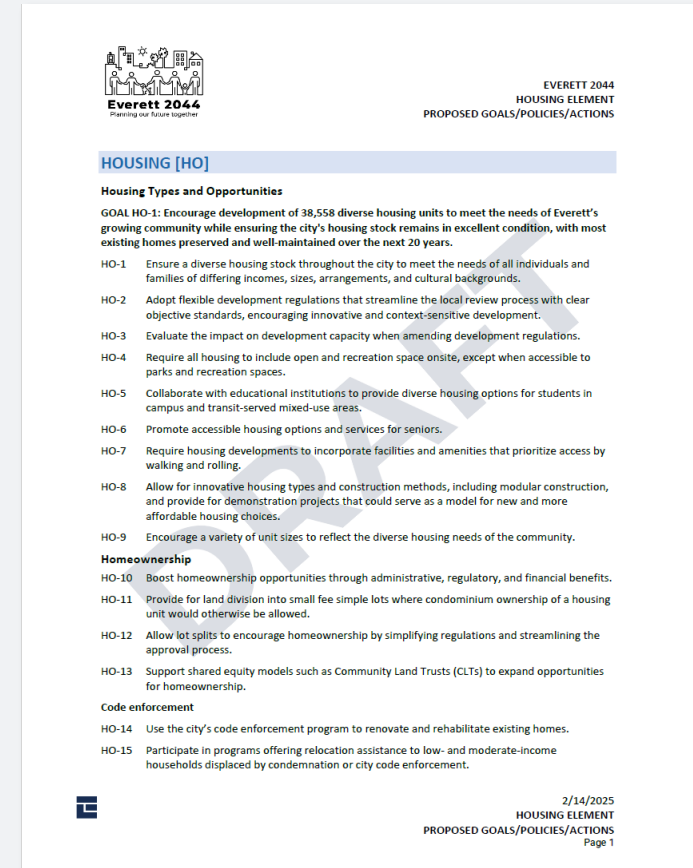 Everett 2044
Planning our future together
EVERETT 2044
HOUSING ELEMENT
PROPOSED GOALS/POLICIES/ACTIONS
HOUSING [HO]
Housing Types and Opportunities
GOAL HO-1: Encourage development of 38,558 diverse housing units to meet the needs of Everett's
growing community while ensuring the city's housing stock remains in excellent condition, with most
existing homes preserved and well-maintained over the next 20 years.
HO-1 Ensure a diverse housing stock throughout the city to meet the needs of all individuals and
families of differing incomes, sizes, arrangements, and cultural backgrounds.
HO-2 Adopt flexible development regulations that streamline the local review process with clear
objective standards, encouraging innovative and context-sensitive development.
HO-3 Evaluate the impact on development capacity when amending development regulations.
HO-4 Require all housing to include open and recreation space onsite, except when accessible to
parks and recreation spaces.
HO-5 Collaborate with educational institutions to provide diverse housing options for students in
campus and transit-served mixed-use areas.
HO-6 Promote accessible housing options and services for seniors.
HO-7 Require housing developments to incorporate facilities and amenities that prioritize access by
walking and rolling.
HO-8 Allow for innovative housing types and construction methods, including modular construction,
and provide for demonstration projects that could serve as a model for new and more
affordable housing choices.
HO-9 Encourage a variety of unit sizes to reflect the diverse housing needs of the community.
Homeownership
HO-10 Boost homeownership opportunities through administrative, regulatory, and financial benefits.
HO-11 Provide for land division into small fee simple lots where condominium ownership of a housing
unit would otherwise be allowed.
HO-12 Allow lot splits to encourage homeownership by simplifying regulations and streamlining the
approval process.
HO-13 Support shared equity models such as Community Land Trusts (CLTs) to expand opportunities
for homeownership.
Code enforcement
HO-14 Use the city's code enforcement program to renovate and rehabilitate existing homes.
HO-15 Participate in programs offering relocation assistance to low- and moderate-income
households displaced by condemnation or city code enforcement.
DRAFT
2/14/2025
HOUSING ELEMENT
PROPOSED GOALS/POLICIES/ACTIONS
Page 1